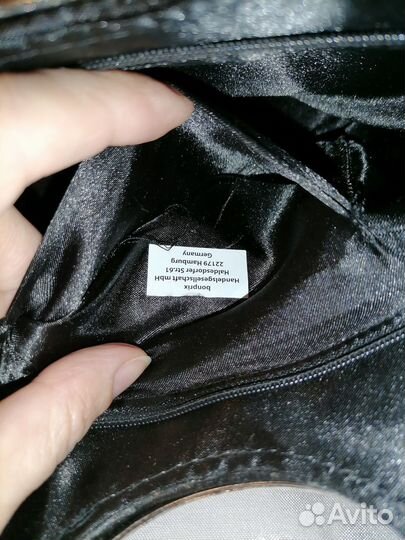 bonprix
Handelsgesellschaft mbH
Haldesdorfer Str.61
22179 Hamburg
Germany
Avito